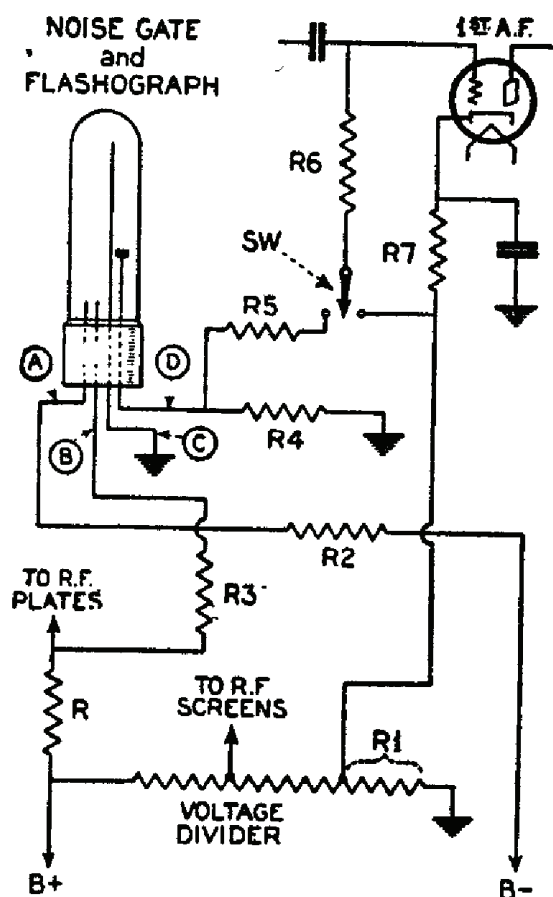 NOISE GATE
and
FLASHOGRAPH
1ST A.F.
R6
SW
R7
R5
A
D
B
C
R4
R2
R3
TO R.F.
PLATES
R
TO R.F
SCREENS
R1
VOLTAGE
DIVIDER
B+
B-